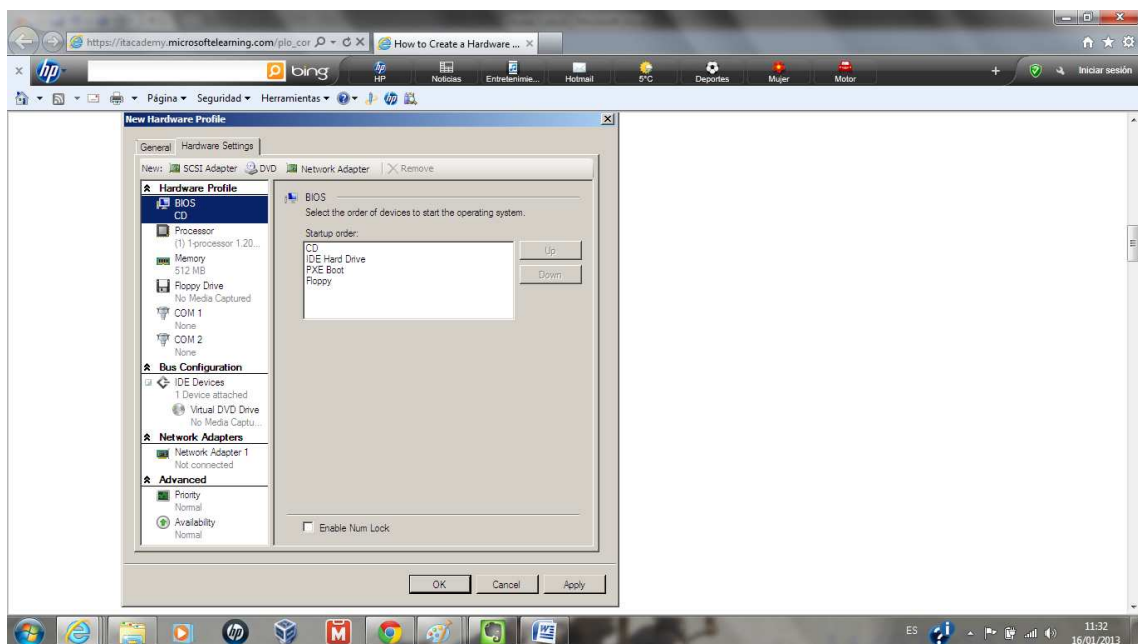 https://itacademy.microsoftelearning.com/plo_cor
How to Create a Hardware ...
hp
bing
HP
Noticias
Entretenimie...
Hotmail
5°C
Deportes
Mujer
Motor
Iniciar sesión
Página
Seguridad
Herramientas
New Hardware Profile
General
Hardware Settings
New: SCSI Adapter DVD Network Adapter Remove
Hardware Profile
BIOS
CD
Processor
(1) 1-processor 1.20...
Memory
512 MB
Floppy Drive
No Media Captured
COM 1
None
COM 2
None
Bus Configuration
IDE Devices
1 Device attached
Virtual DVD Drive
No Media Captu...
Network Adapters
Network Adapter 1
Not connected
Advanced
Priority
Normal
Availability
Normal
BIOS
Select the order of devices to start the operating system.
Startup order:
CD
IDE Hard Drive
PXE Boot
Floppy
Up
Down
Enable Num Lock
OK
Cancel
Apply
ES
11:32
16/01/2013